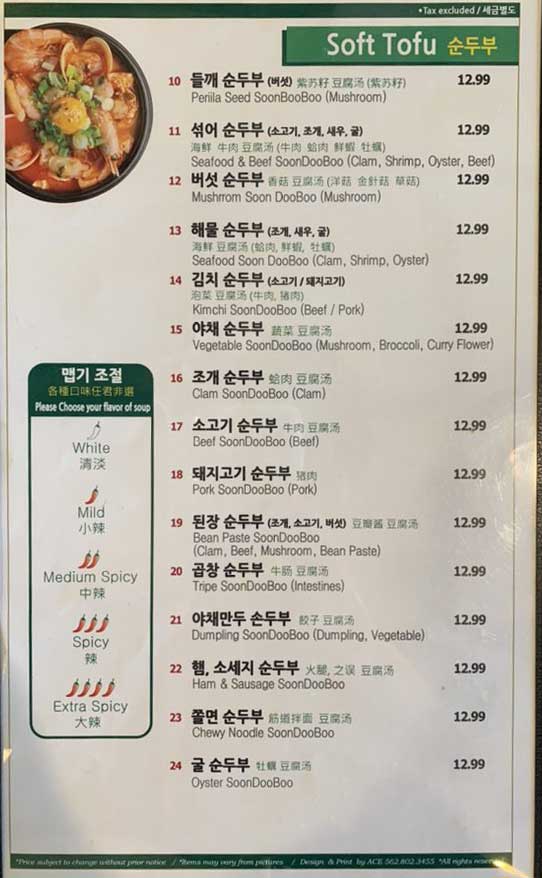 •Tax excluded / 세금별도
Soft Tofu 순두부
10 들깨 순두부 (버섯) 紫苏籽 豆腐汤 (紫苏籽) 12.99
Periila Seed SoonBooBoo (Mushroom)
11 섞어 순두부 (소고기, 조개, 새우, 굴) 12.99
海鮮 牛肉 豆腐汤 (牛肉 蛤肉 鮮蝦 牡蠣)
Seafood & Beef SoonDooBoo (Clam, Shrimp, Oyster, Beef)
12 버섯 순두부 香菇 豆腐汤 (洋菇 金針菇 草菇) 12.99
Mushrrom Soon DooBoo (Mushroom)
13 해물 순두부 (조개, 새우, 굴) 12.99
海鮮 豆腐汤 (蛤肉, 鮮蝦, 牡蠣)
Seafood Soon DooBoo (Clam, Shrimp, Oyster)
14 김치 순두부 (소고기 / 돼지고기) 12.99
泡菜 豆腐汤 (牛肉, 猪肉)
Kimchi SoonDooBoo (Beef / Pork)
15 야채 순두부 蔬菜 豆腐汤 12.99
Vegetable SoonDooBoo (Mushroom, Broccoli, Curry Flower)
16 조개 순두부 蛤肉 豆腐汤 12.99
Clam SoonDooBoo (Clam)
17 소고기 순두부 牛肉 豆腐汤 12.99
Beef SoonDooBoo (Beef)
18 돼지고기 순두부 猪肉 12.99
Pork SoonDooBoo (Pork)
19 된장 순두부 (조개, 소고기, 버섯) 豆瓣酱 豆腐汤 12.99
Bean Paste SoonDooBoo
(Clam, Beef, Mushroom, Bean Paste)
20 곱창 순두부 牛肠 豆腐汤 12.99
Tripe SoonDooBoo (Intestines)
21 야채만두 손두부 餃子 豆腐汤 12.99
Dumpling SoonDooBoo (Dumpling, Vegetable)
22 햄, 소세지 순두부 火腿, 之误 豆腐汤 12.99
Ham & Sausage SoonDooBoo
23 쫄면 순두부 筋道拌面 豆腐汤 12.99
Chewy Noodle SoonDooBoo
24 굴 순두부 牡蠣 豆腐汤 12.99
Oyster SoonDooBoo
맵기 조절
各種口味任君非選
Please Choose your flavor of soup
White
清淡
Mild
小辣
Medium Spicy
中辣
Spicy
辣
Extra Spicy
大辣
*Price subject to change without prior notice / *Items may vary from pictures / Design & Print by ACE 562.802.3455 *All rights reserved